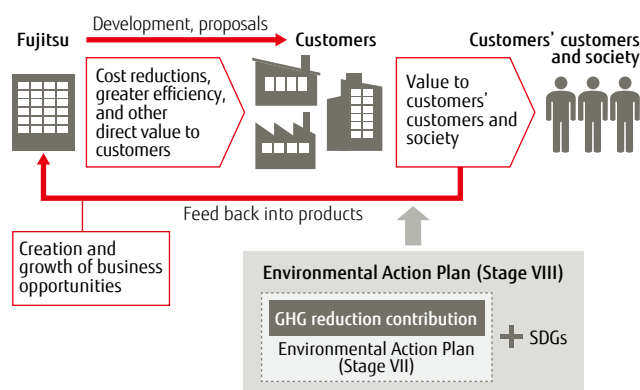 Development, proposals
Fujitsu
Customers
Customers' customers
and society
Cost reductions,
greater efficiency,
and other
direct value to
customers
Value to
customers'
customers and
society
Feed back into products
Creation and
growth of business
opportunities
Environmental Action Plan (Stage VIII)
GHG reduction contribution
Environmental Action Plan
(Stage VII)
+ SDGs